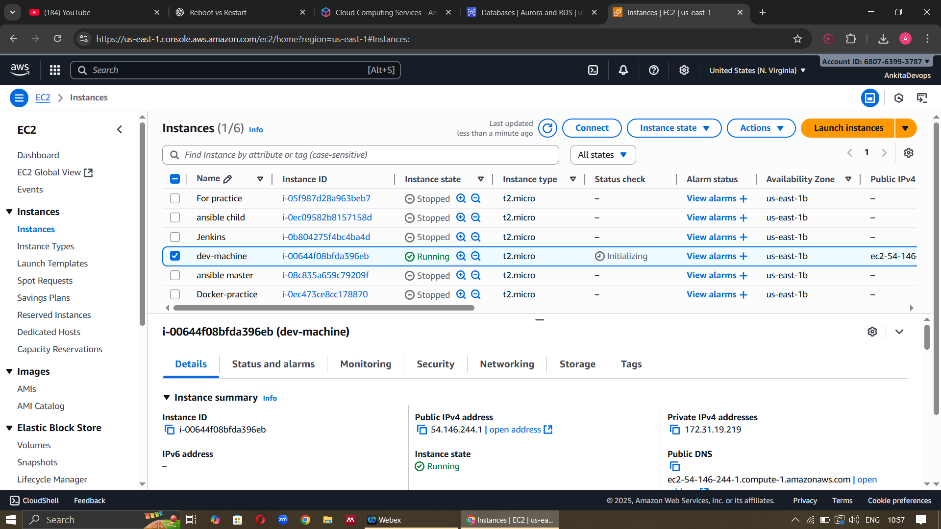 (184) YouTube
Reboot vs Restart
Cloud Computing Services - Am
Databases | Aurora and RDS | us
Instances | EC2 | us-east-1
https://us-east-1.console.aws.amazon.com/ec2/home?region=us-east-1#Instances:
A
aws
Search
[Alt+S]
United States (N. Virginia)
Account ID: 6807-6399-3787
AnkitaDevops
EC2
Instances
EC2
Dashboard
EC2 Global View
Events
Instances
Instances
Instance Types
Launch Templates
Spot Requests
Savings Plans
Reserved Instances
Dedicated Hosts
Capacity Reservations
Images
AMIs
AMI Catalog
Elastic Block Store
Volumes
Snapshots
Lifecycle Manager
Instances (1/6) Info
Last updated
less than a minute ago
Connect
Instance state
Actions
Launch instances
Find Instance by attribute or tag (case-sensitive)
All states
1
Name Instance ID Instance state Instance type Status check Alarm status Availability Zone Public IPv4
For practice i-05f987d28a963beb7 Stopped t2.micro – View alarms + us-east-1b –
ansible child i-0ec09582b8157158d Stopped t2.micro – View alarms + us-east-1b –
Jenkins i-0b804275f4bc4ba4d Stopped t2.micro – View alarms + us-east-1b –
dev-machine i-00644f08bfda396eb Running t2.micro Initializing View alarms + us-east-1b ec2-54-146-
ansible master i-08c835a659c79209f Stopped t2.micro – View alarms + us-east-1b –
Docker-practice i-0ec473ce8cc178870 Stopped t2.micro – View alarms + us-east-1b –
i-00644f08bfda396eb (dev-machine)
Details
Status and alarms
Monitoring
Security
Networking
Storage
Tags
Instance summary Info
Instance ID
i-00644f08bfda396eb
IPv6 address
–
Public IPv4 address
54.146.244.1 | open address
Instance state
Running
Private IPv4 addresses
172.31.19.219
Public DNS
ec2-54-146-244-1.compute-1.amazonaws.com | open
CloudShell
Feedback
© 2025, Amazon Web Services, Inc. or its affiliates.
Privacy
Terms
Cookie preferences
Search
Webex
Instances | EC2 | us-ea...
ENG
10:57